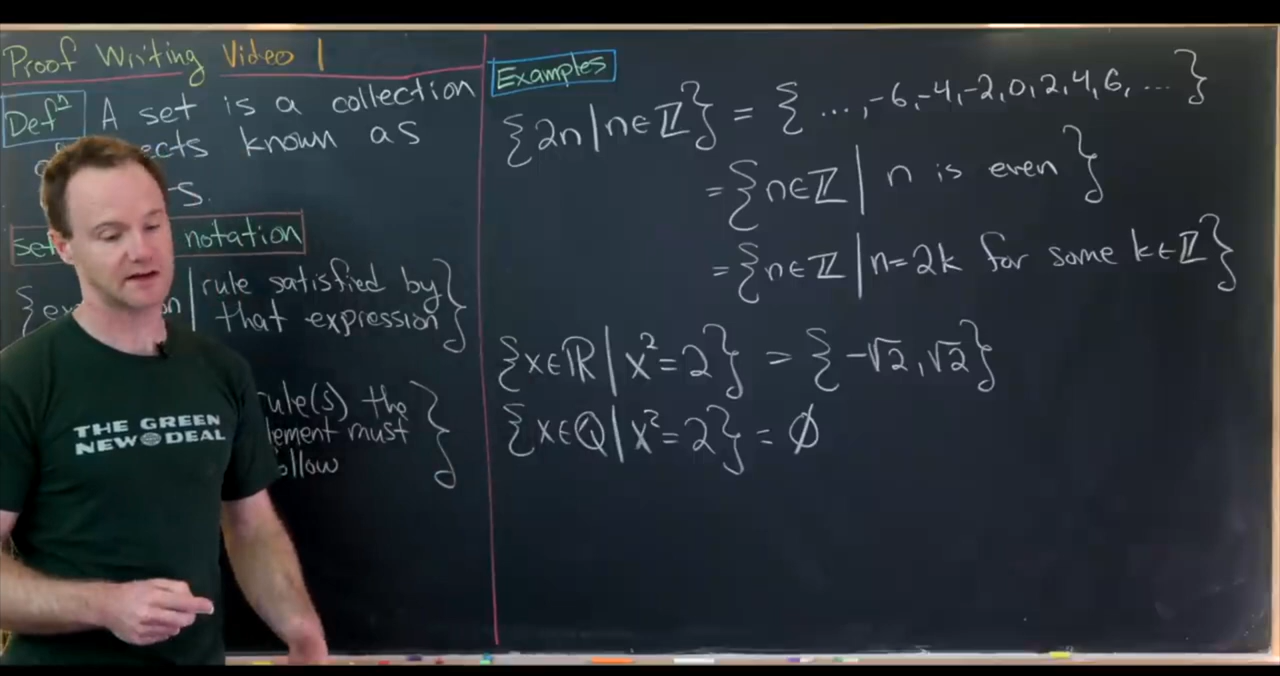 Proof Writing Video 1
Defⁿ A set is a collection
known as
notation
rule satisfied by
that expression }
rule(s) the
must
Examples
{2n | n ∈ ℤ} = { ..., -6, -4, -2, 0, 2, 4, 6, ... }
= {n ∈ ℤ | n is even}
= {n ∈ ℤ | n = 2k for some k ∈ ℤ}
{x ∈ ℝ | x² = 2} = {-√2, √2}
{x ∈ ℚ | x² = 2} = ∅
THE GREEN
NEW DEAL